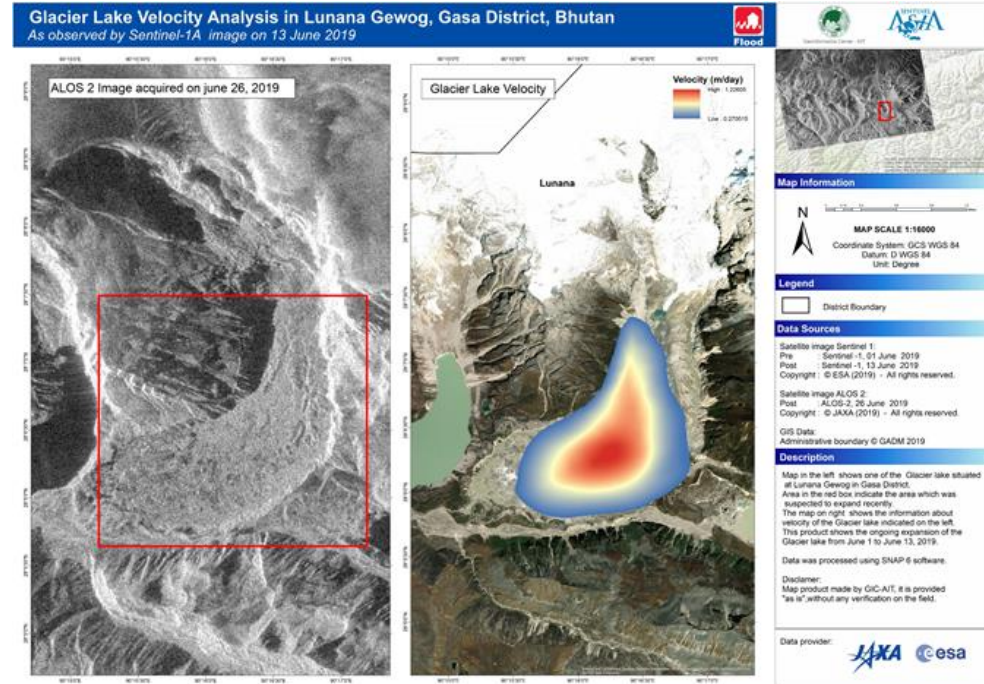 Glacier Lake Velocity Analysis in Lunana Gewog, Gasa District, Bhutan
As observed by Sentinel-1A image on 13 June 2019
Flood
Geoinformatics Center - AIT
SENTINEL
ASIA
ALOS 2 Image acquired on june 26, 2019
Glacier Lake Velocity
Velocity (m/day)
Lunana
Map Information
N
MAP SCALE 1:16000
Coordinate System: GCS WGS 84
Datum: D WGS 84
Unit: Degree
Legend
District Boundary
Data Sources
Satellite image Sentinel 1:
Pre : Sentinel -1, 01 June 2019
Post : Sentinel -1, 13 June 2019
Copyright : © ESA (2019) - All rights reserved.
Satellite image ALOS 2:
Post : ALOS-2, 26 June 2019
Copyright : © JAXA (2019) - All rights reserved.
GIS Data:
Administrative boundary © GADM 2019
Description
Map in the left shows one of the Glacier lake situated
at Lunana Gewog in Gasa District.
Area in the red box indicate the area which was
suspected to expand recently.
The map on right shows the information about
velocity of the Glacier lake indicated on the left.
This product shows the ongoing expansion of the
Glacier lake from June 1 to June 13, 2019.
Data was processed using SNAP 6 software.
Disclamer:
Map product made by GIC-AIT, it is provided
"as is",without any verification on the field.
Data provider:
JAXA
esa